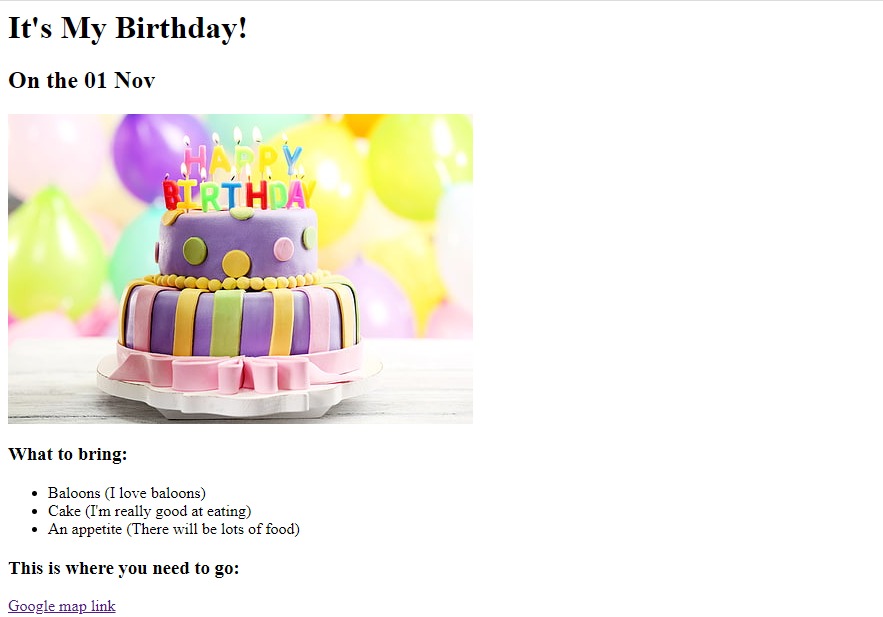 It's My Birthday!
On the 01 Nov
HAPPY
BIRTHDAY
What to bring:
Baloons (I love baloons)
Cake (I'm really good at eating)
An appetite (There will be lots of food)
This is where you need to go:
Google map link